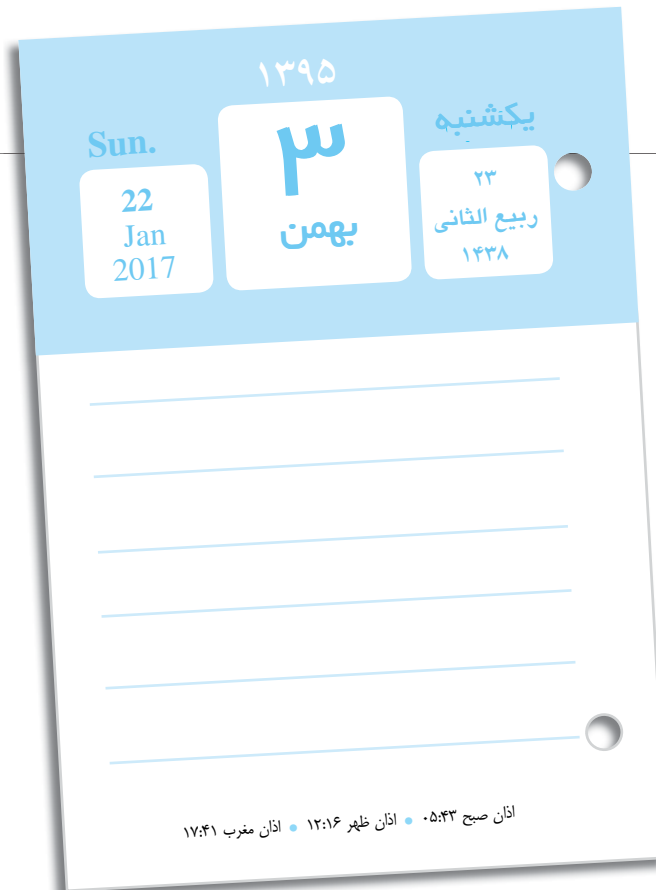 ۱۳۹۵
یکشنبه
۲۳
ربیع الثانی
۱۴۳۸
۳
بهمن
Sun.
22
Jan
2017
اذان صبح ۰۵:۴۳ • اذان ظهر ۱۲:۱۶ • اذان مغرب ۱۷:۴۱